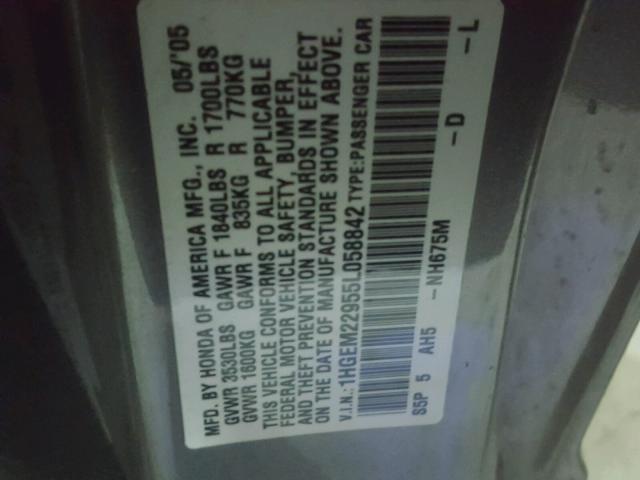 MFD. BY HONDA OF AMERICA MFG., INC. 05/'05
GVWR 3530LBS GAWR F 1840LBS R 1700LBS
GVWR 1600KG GAWR F 835KG R 770KG
THIS VEHICLE CONFORMS TO ALL APPLICABLE
FEDERAL MOTOR VEHICLE SAFETY, BUMPER,
AND THEFT PREVENTION STANDARDS IN EFFECT
ON THE DATE OF MANUFACTURE SHOWN ABOVE.
V.I.N.: 1HGEM22955L058842 TYPE:PASSENGER CAR
S5P 5 AH5 -NH675M -D -L